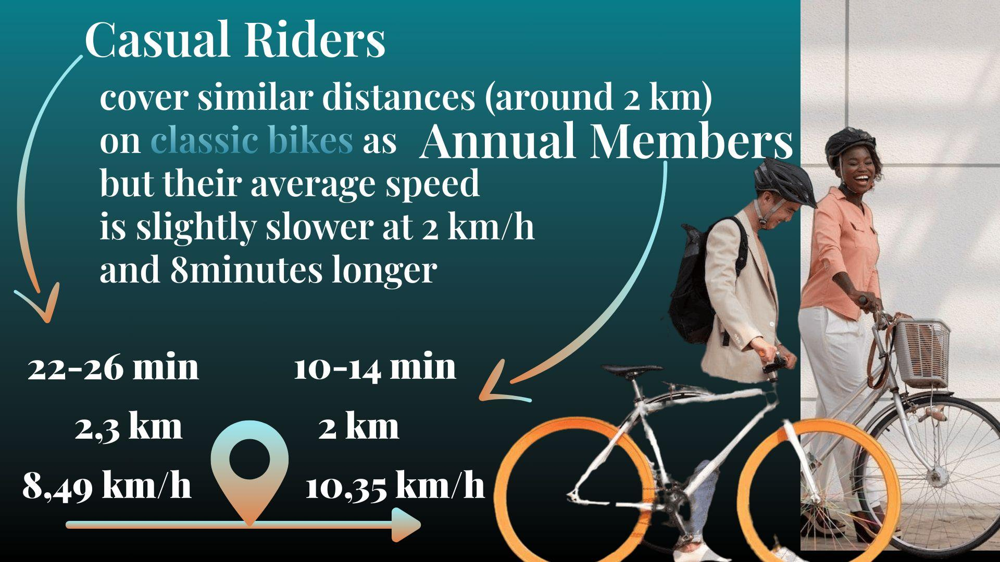 Casual Riders
cover similar distances (around 2 km)
on classic bikes as Annual Members
but their average speed
is slightly slower at 2 km/h
and 8minutes longer
22-26 min
10-14 min
2,3 km
2 km
8,49 km/h
10,35 km/h